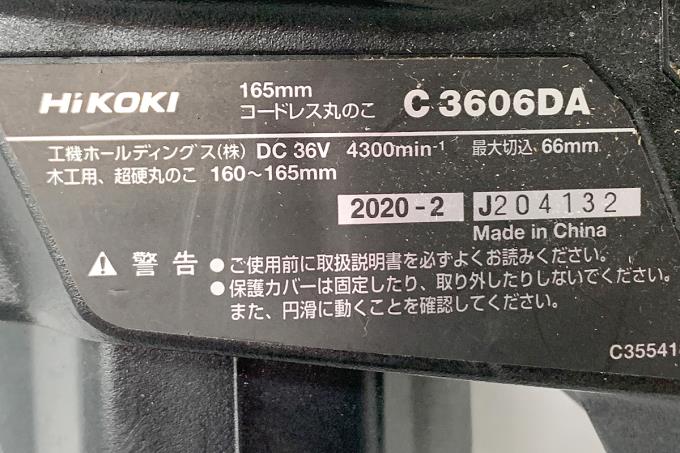 HiKOKI 165mm コードレス丸のこ C 3606DA
工機ホールディングス(株) DC 36V 4300min-1 最大切込 66mm
木工用、超硬丸のこ 160〜165mm
2020-2 J204132
Made in China
警告 ●ご使用前に取扱説明書を必ずよくお読みください。
●保護カバーは固定したり、取り外したりしないでください。
また、円滑に動くことを確認してください。